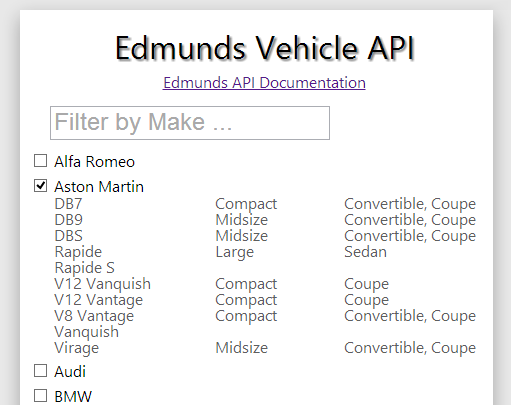 Edmunds Vehicle API
Edmunds API Documentation
Filter by Make ...
Alfa Romeo
Aston Martin
DB7 Compact Convertible, Coupe
DB9 Midsize Convertible, Coupe
DBS Midsize Convertible, Coupe
Rapide Large Sedan
Rapide S
V12 Vanquish Compact Coupe
V12 Vantage Compact Coupe
V8 Vantage Compact Convertible, Coupe
Vanquish
Virage Midsize Convertible, Coupe
Audi
BMW